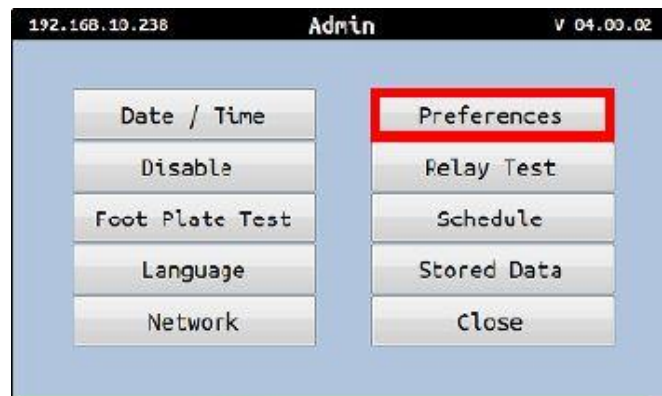 192.168.10.238 Admin V 04.00.02
Date / Time Preferences
Disable Relay Test
Foot Plate Test Schedule
Language Stored Data
Network Close